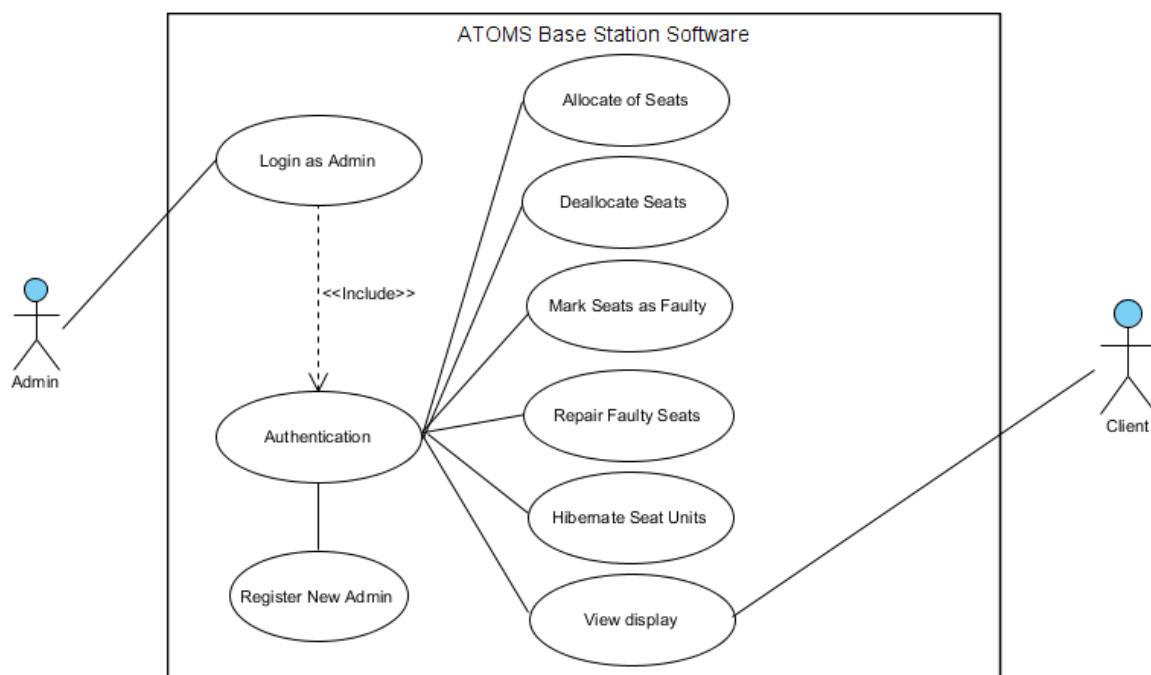 ATOMS Base Station Software
Allocate of Seats
Login as Admin
Deallocate Seats
<<Include>>
Mark Seats as Faulty
Admin
Repair Faulty Seats
Client
Authentication
Hibernate Seat Units
Register New Admin
View display